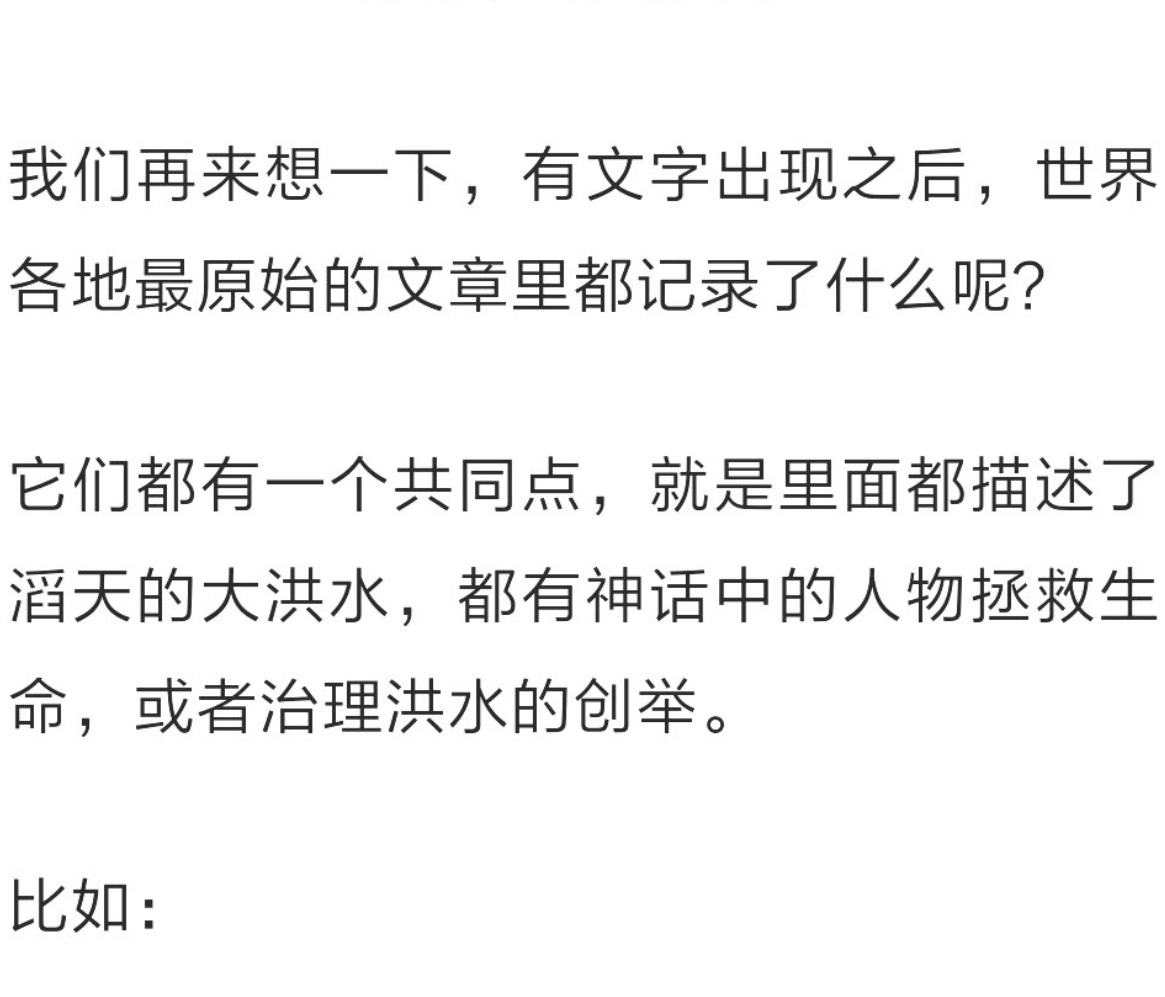 我们再来想一下，有文字出现之后，世界
各地最原始的文章里都记录了什么呢?
它们都有一个共同点，就是里面都描述了
滔天的大洪水，都有神话中的人物拯救生
命，或者治理洪水的创举。
比如：